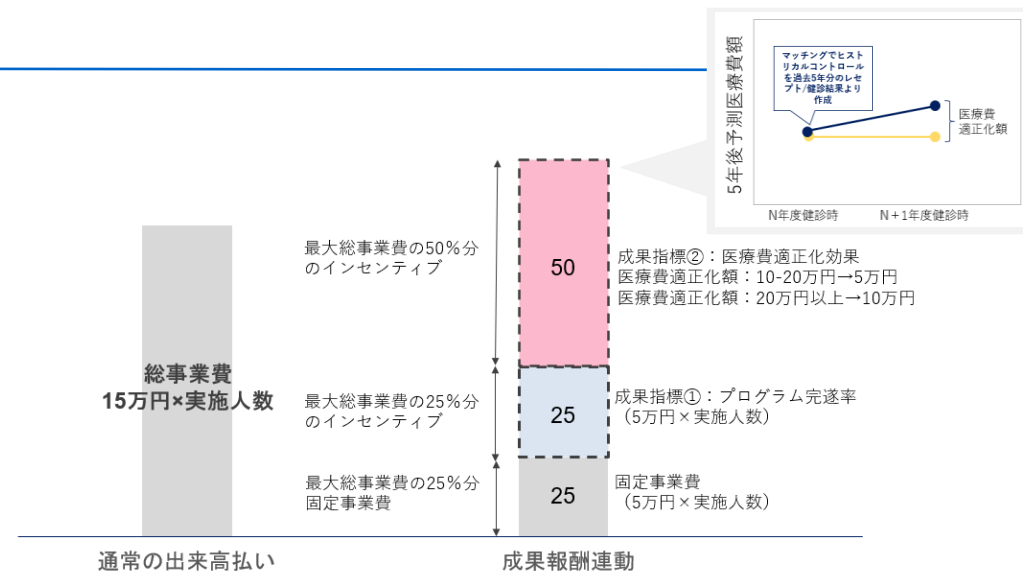 5年後予測医療費額
マッチングでヒスト
リカルコントロール
を過去5年分のレセ
プト/健診結果より
作成
医療費
適正化額
N年度健診時
N＋1年度健診時
最大総事業費の50%分
のインセンティブ
50
成果指標②：医療費適正化効果
医療費適正化額：10-20万円→5万円
医療費適正化額：20万円以上→10万円
総事業費
15万円×実施人数
最大総事業費の25%分
のインセンティブ
25
成果指標①：プログラム完遂率
（5万円×実施人数）
最大総事業費の25%分
固定事業費
25
固定事業費
（5万円×実施人数）
通常の出来高払い
成果報酬連動